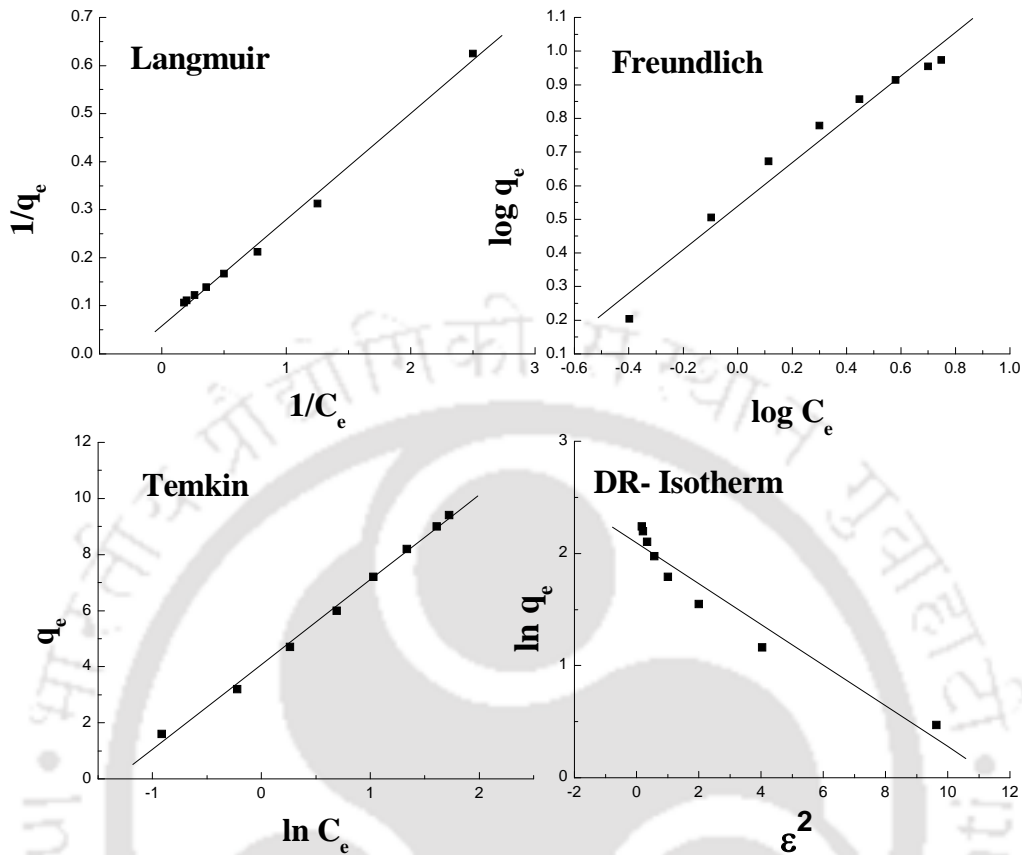 Langmuir
0.7
0.6
0.5
0.4
0.3
0.2
0.1
0.0
0 1 2 3
1/qₑ
1/Cₑ
Freundlich
1.1
1.0
0.9
0.8
0.7
0.6
0.5
0.4
0.3
0.2
0.1
-0.6 -0.4 -0.2 0.0 0.2 0.4 0.6 0.8 1.0
log qₑ
log Cₑ
Temkin
12
10
8
6
4
2
0
-1 0 1 2
qₑ
ln Cₑ
DR- Isotherm
3
2
1
0
-2 0 2 4 6 8 10 12
ln qₑ
ε²